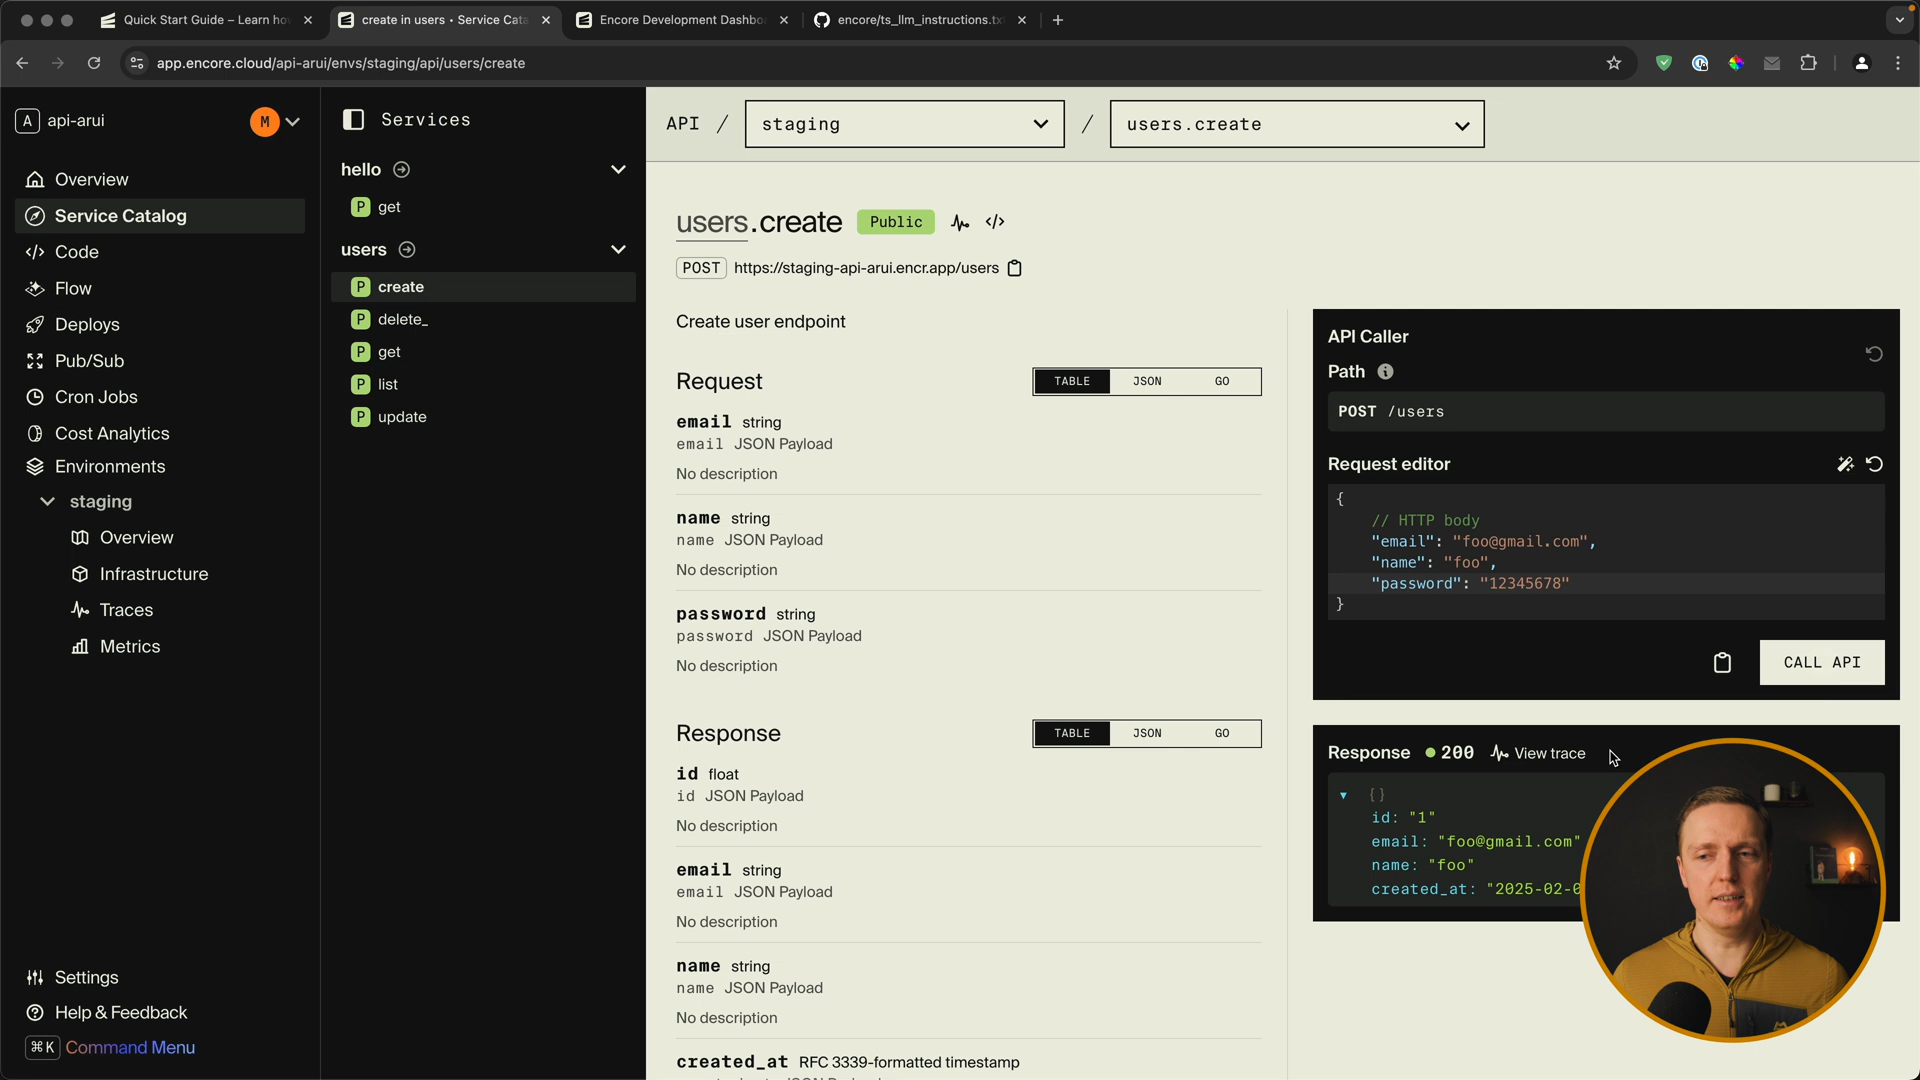 Quick Start Guide – Learn ho
create in users • Service Cata
Encore Development Dashbo
encore/ts_llm_instructions.tx
app.encore.cloud/api-arui/envs/staging/api/users/create
A api-arui
M
Overview
Service Catalog
Code
Flow
Deploys
Pub/Sub
Cron Jobs
Cost Analytics
Environments
staging
Overview
Infrastructure
Traces
Metrics
Settings
Help & Feedback
⌘ K Command Menu
Services
hello
P get
users
P create
P delete_
P get
P list
P update
API / staging / users.create
users.create Public
POST https://staging-api-arui.encr.app/users
Create user endpoint
Request TABLE JSON GO
email string
email JSON Payload
No description
name string
name JSON Payload
No description
password string
password JSON Payload
No description
Response TABLE JSON GO
id float
id JSON Payload
No description
email string
email JSON Payload
No description
name string
name JSON Payload
No description
created_at RFC 3339-formatted timestamp
API Caller
Path
POST /users
Request editor
{
// HTTP body
"email": "foo@gmail.com",
"name": "foo",
"password": "12345678"
}
CALL API
Response 200 View trace
{}
id: "1"
email: "foo@gmail.com"
name: "foo"
created_at: "2025-02-0